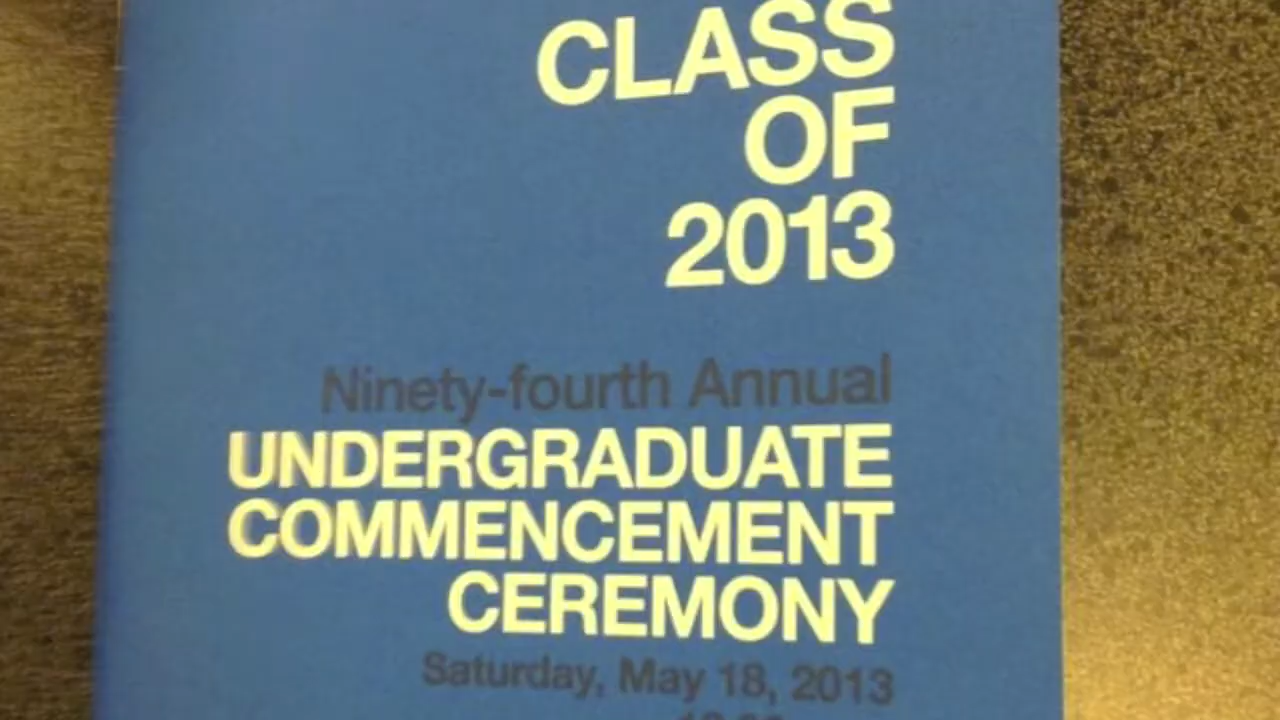 CLASS
OF
2013
Ninety-fourth Annual
UNDERGRADUATE
COMMENCEMENT
CEREMONY
Saturday, May 18, 2013